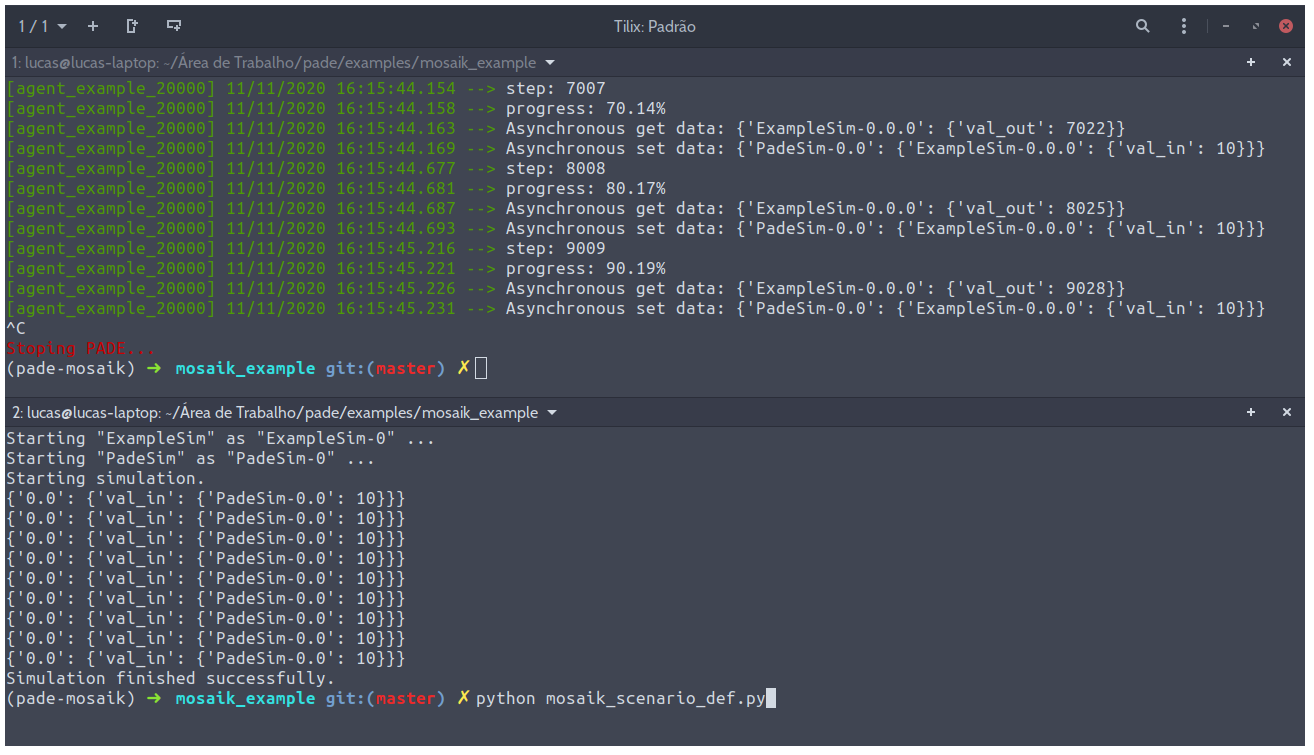 1 / 1
Tilix: Padrão
1: lucas@lucas-laptop: ~/Área de Trabalho/pade/examples/mosaik_example
[agent_example_20000] 11/11/2020 16:15:44.154 --> step: 7007
[agent_example_20000] 11/11/2020 16:15:44.158 --> progress: 70.14%
[agent_example_20000] 11/11/2020 16:15:44.163 --> Asynchronous get data: {'ExampleSim-0.0.0': {'val_out': 7022}}
[agent_example_20000] 11/11/2020 16:15:44.169 --> Asynchronous set data: {'PadeSim-0.0': {'ExampleSim-0.0.0': {'val_in': 10}}}
[agent_example_20000] 11/11/2020 16:15:44.677 --> step: 8008
[agent_example_20000] 11/11/2020 16:15:44.681 --> progress: 80.17%
[agent_example_20000] 11/11/2020 16:15:44.687 --> Asynchronous get data: {'ExampleSim-0.0.0': {'val_out': 8025}}
[agent_example_20000] 11/11/2020 16:15:44.693 --> Asynchronous set data: {'PadeSim-0.0': {'ExampleSim-0.0.0': {'val_in': 10}}}
[agent_example_20000] 11/11/2020 16:15:45.216 --> step: 9009
[agent_example_20000] 11/11/2020 16:15:45.221 --> progress: 90.19%
[agent_example_20000] 11/11/2020 16:15:45.226 --> Asynchronous get data: {'ExampleSim-0.0.0': {'val_out': 9028}}
[agent_example_20000] 11/11/2020 16:15:45.231 --> Asynchronous set data: {'PadeSim-0.0': {'ExampleSim-0.0.0': {'val_in': 10}}}
^C
Stoping PADE...
(pade-mosaik) ➜ mosaik_example git:(master) ✗
2: lucas@lucas-laptop: ~/Área de Trabalho/pade/examples/mosaik_example
Starting "ExampleSim" as "ExampleSim-0" ...
Starting "PadeSim" as "PadeSim-0" ...
Starting simulation.
{'0.0': {'val_in': {'PadeSim-0.0': 10}}}
{'0.0': {'val_in': {'PadeSim-0.0': 10}}}
{'0.0': {'val_in': {'PadeSim-0.0': 10}}}
{'0.0': {'val_in': {'PadeSim-0.0': 10}}}
{'0.0': {'val_in': {'PadeSim-0.0': 10}}}
{'0.0': {'val_in': {'PadeSim-0.0': 10}}}
{'0.0': {'val_in': {'PadeSim-0.0': 10}}}
{'0.0': {'val_in': {'PadeSim-0.0': 10}}}
{'0.0': {'val_in': {'PadeSim-0.0': 10}}}
Simulation finished successfully.
(pade-mosaik) ➜ mosaik_example git:(master) ✗ python mosaik_scenario_def.py